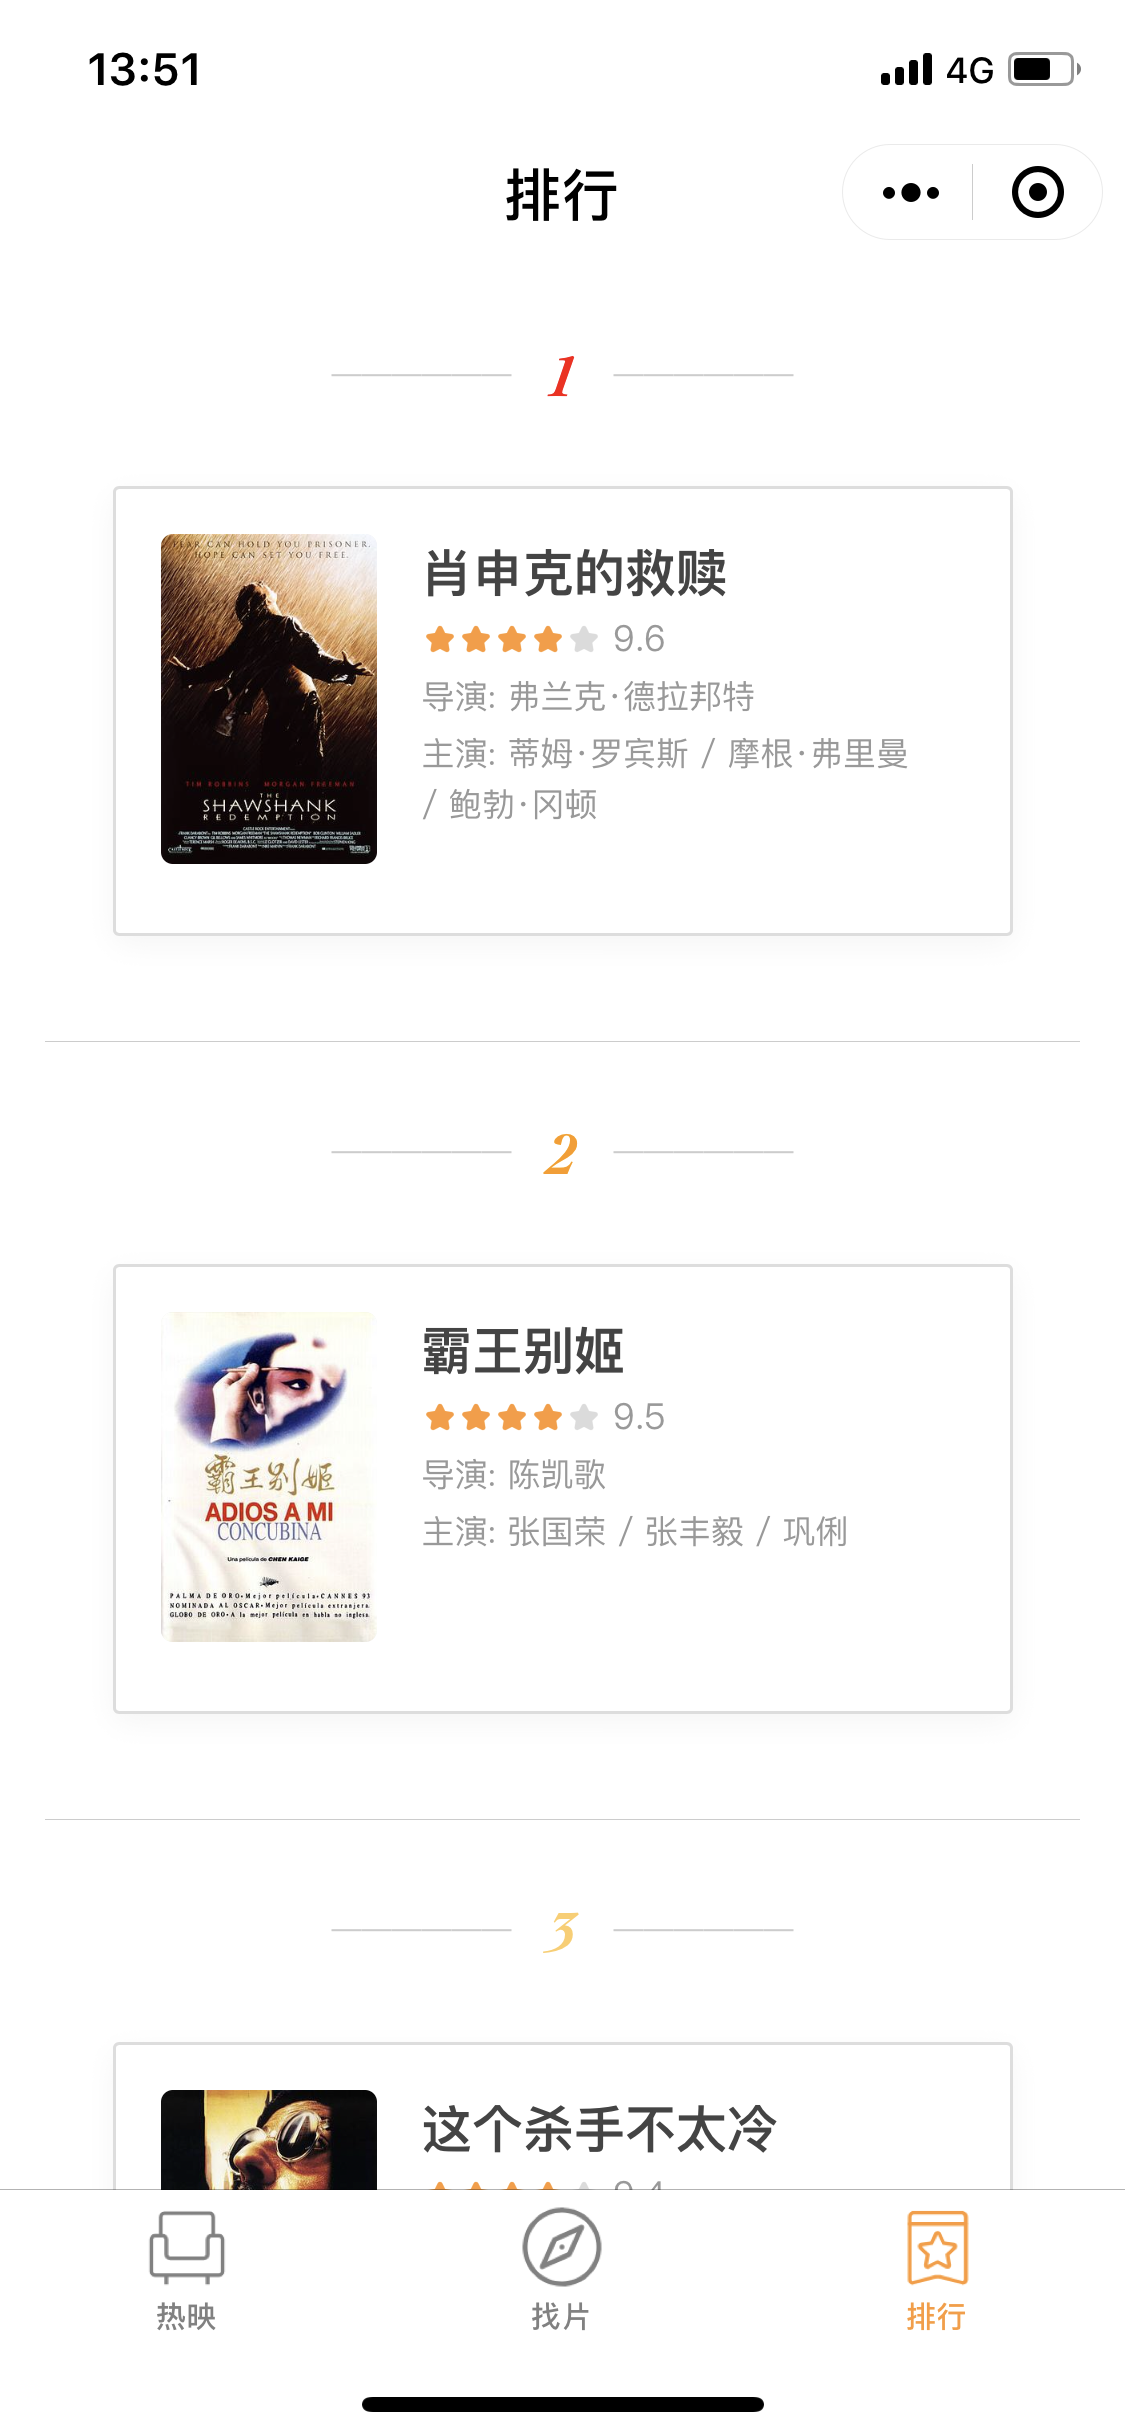 13:51
4G
排行
1
FEAR CAN HOLD YOU PRISONER.
HOPE CAN SET YOU FREE.
TIM ROBBINS MORGAN FREEMAN
THE
SHAWSHANK
REDEMPTION
肖申克的救赎
9.6
导演: 弗兰克·德拉邦特
主演: 蒂姆·罗宾斯 / 摩根·弗里曼
/ 鲍勃·冈顿
2
霸王别姬
ADIOS A MI
CONCUBINA
Una película de CHEN KAIGE
PALMA DE ORO•Mejor película•CANNES 93
NOMINADA AL OSCAR•Mejor película extranjera.
GLOBO DE ORO•A la mejor película en habla no inglesa.
霸王别姬
9.5
导演: 陈凯歌
主演: 张国荣 / 张丰毅 / 巩俐
3
这个杀手不太冷
9.4
热映
找片
排行